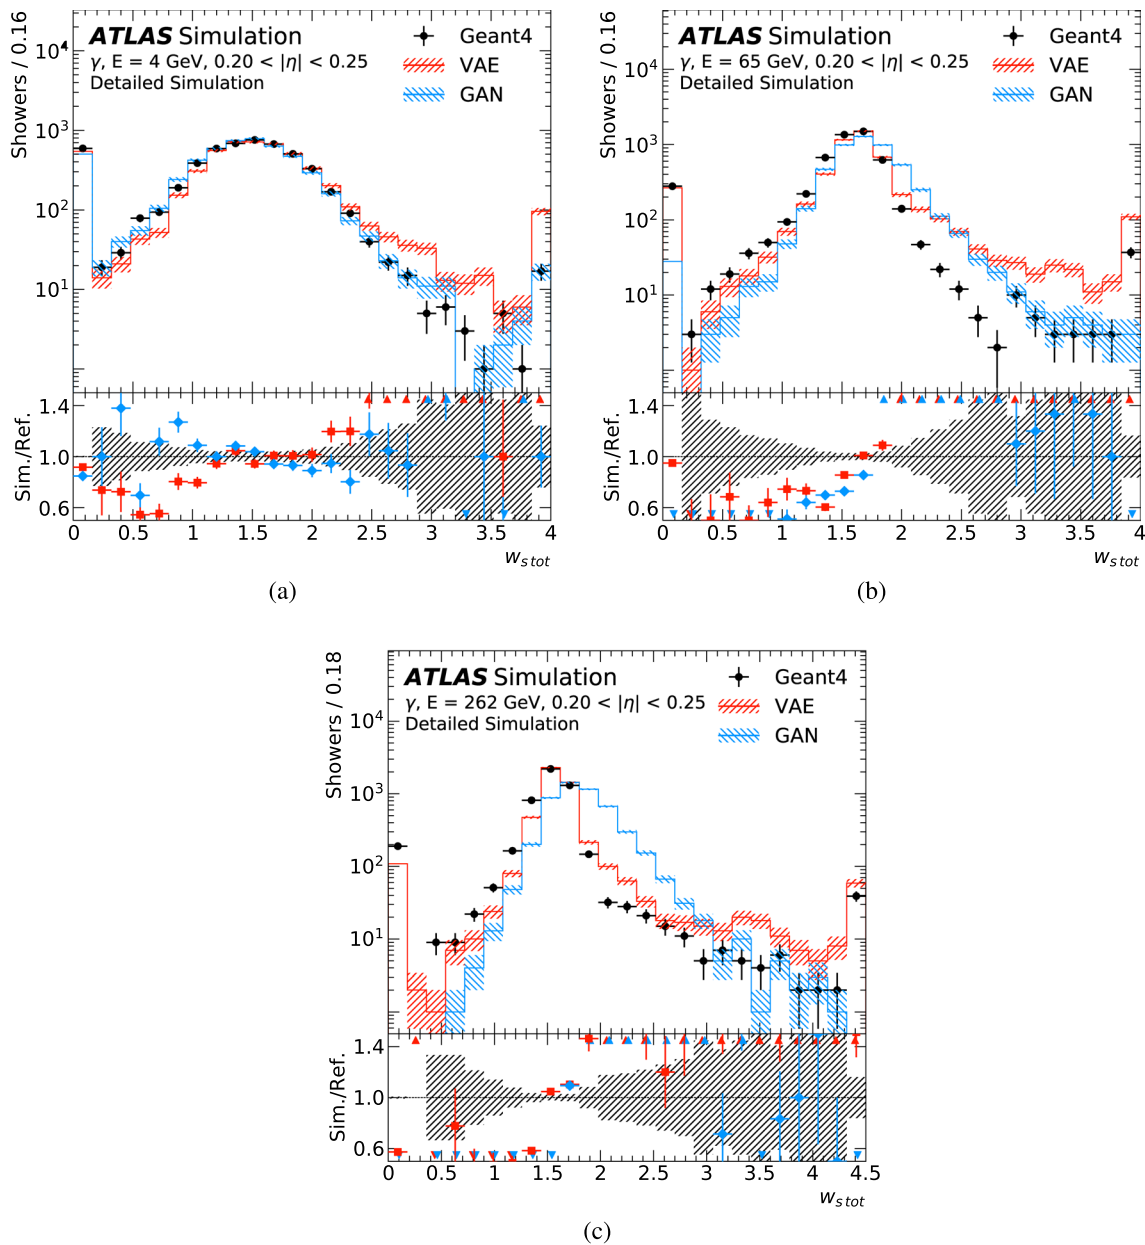 Showers / 0.16
ATLAS Simulation
γ, E = 4 GeV, 0.20 < |η| < 0.25
Detailed Simulation
Geant4
VAE
GAN
10⁴
10³
10²
10¹
Sim./Ref.
1.4
1.0
0.6
0 0.5 1 1.5 2 2.5 3 3.5 4
w_{s tot}
(a)
Showers / 0.16
ATLAS Simulation
γ, E = 65 GeV, 0.20 < |η| < 0.25
Detailed Simulation
Geant4
VAE
GAN
10⁴
10³
10²
10¹
Sim./Ref.
1.4
1.0
0.6
0 0.5 1 1.5 2 2.5 3 3.5 4
w_{s tot}
(b)
Showers / 0.18
ATLAS Simulation
γ, E = 262 GeV, 0.20 < |η| < 0.25
Detailed Simulation
Geant4
VAE
GAN
10⁴
10³
10²
10¹
Sim./Ref.
1.4
1.0
0.6
0 0.5 1 1.5 2 2.5 3 3.5 4 4.5
w_{s tot}
(c)